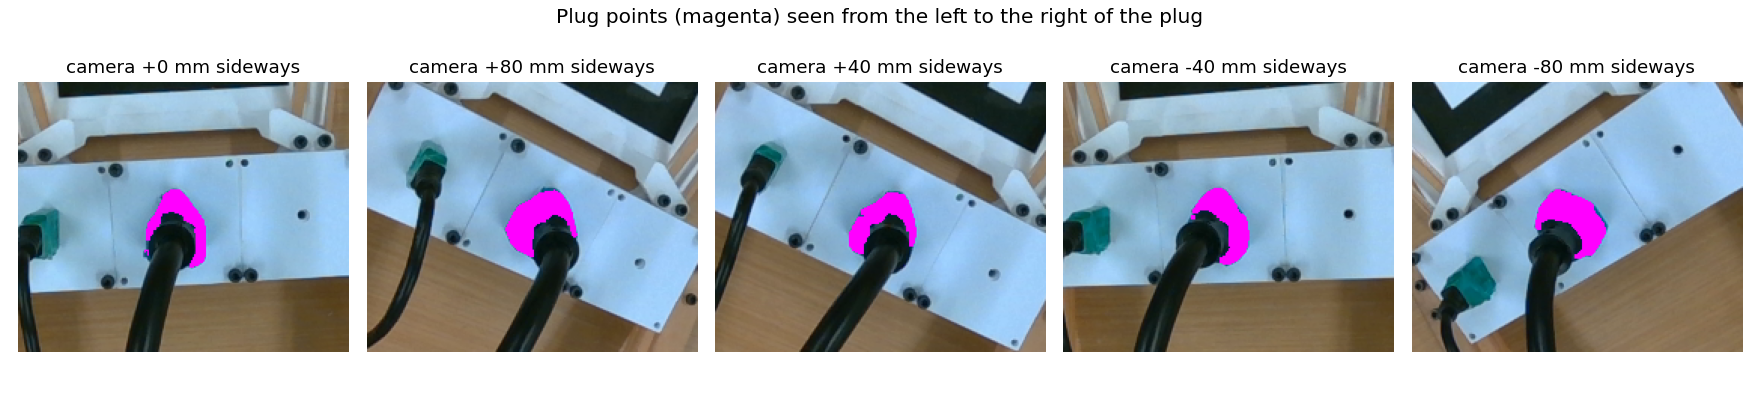 Plug points (magenta) seen from the left to the right of the plug
camera +0 mm sideways
camera +80 mm sideways
camera +40 mm sideways
camera -40 mm sideways
camera -80 mm sideways